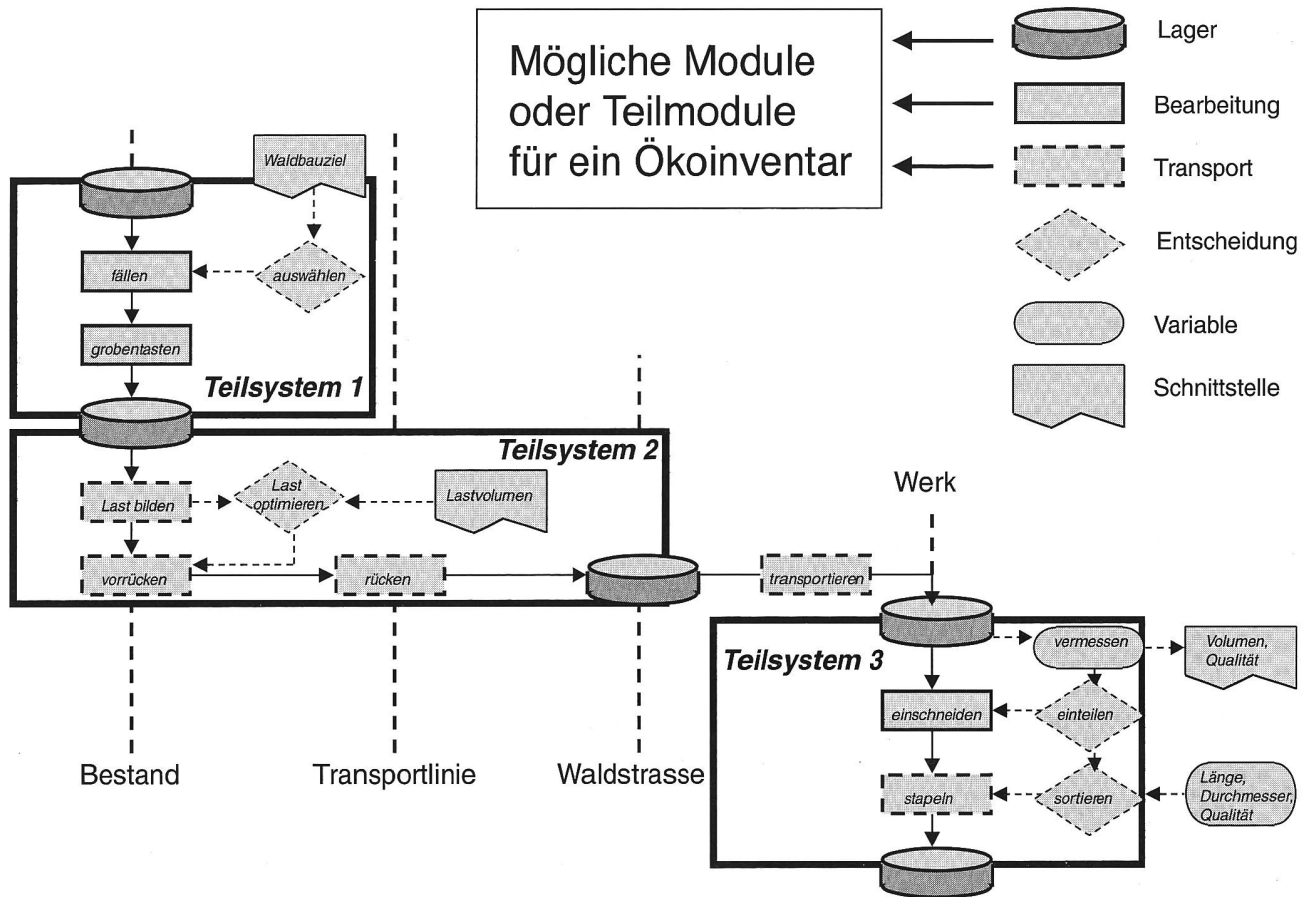 Mögliche Module
oder Teilmodule
für ein Ökoinventar
Lager
Bearbeitung
Transport
Entscheidung
Variable
Schnittstelle
Waldbauziel
fällen
auswählen
grobentasten
Teilsystem 1
Teilsystem 2
Last bilden
Last
optimieren
Lastvolumen
vorrücken
rücken
transportieren
Werk
Teilsystem 3
vermessen
Volumen,
Qualität
einschneiden
einteilen
stapeln
sortieren
Länge,
Durchmesser,
Qualität
Bestand
Transportlinie
Waldstrasse